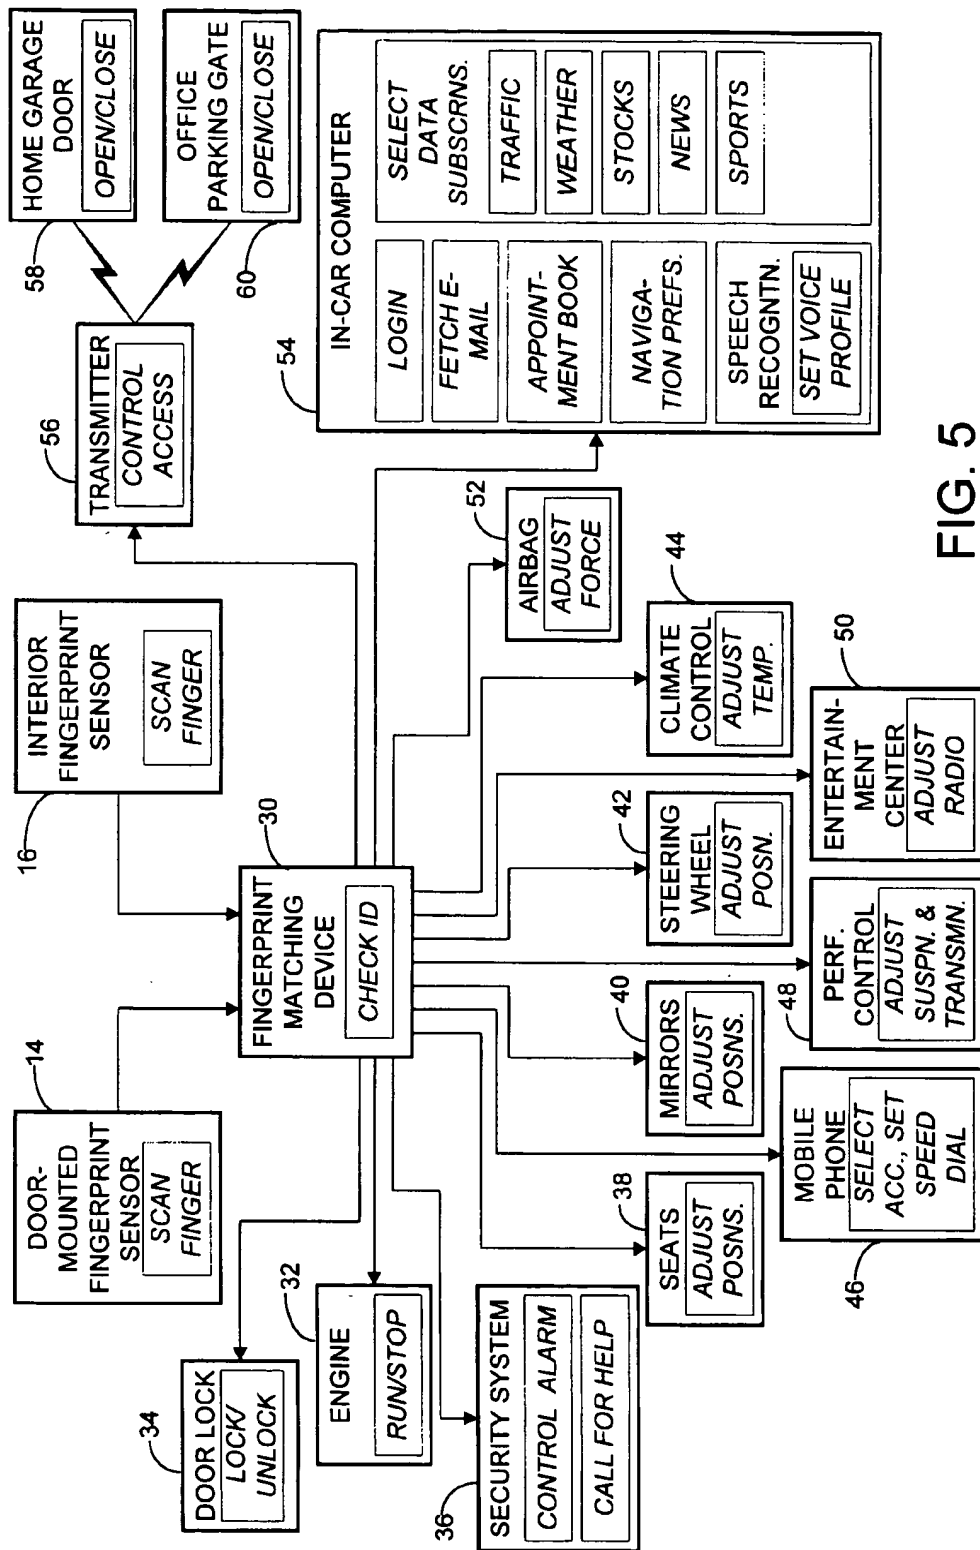 14
DOOR-
MOUNTED
FINGERPRINT
SENSOR
SCAN
FINGER
16
INTERIOR
FINGERPRINT
SENSOR
SCAN
FINGER
56
TRANSMITTER
CONTROL
ACCESS
58
HOME GARAGE
DOOR
OPEN/CLOSE
60
OFFICE
PARKING GATE
OPEN/CLOSE
34
DOOR LOCK
LOCK/
UNLOCK
30
FINGERPRINT
MATCHING
DEVICE
CHECK ID
32
ENGINE
RUN/STOP
36
SECURITY SYSTEM
CONTROL ALARM
CALL FOR HELP
52
AIRBAG
ADJUST
FORCE
54
IN-CAR COMPUTER
LOGIN
FETCH E-
MAIL
APPOINT-
MENT BOOK
NAVIGA-
TION PREFS.
SPEECH
RECOGNTN.
SET VOICE
PROFILE
SELECT
DATA
SUBSCRNS.
TRAFFIC
WEATHER
STOCKS
NEWS
SPORTS
38
SEATS
ADJUST
POSNS.
40
MIRRORS
ADJUST
POSNS.
42
STEERING
WHEEL
ADJUST
POSN.
44
CLIMATE
CONTROL
ADJUST
TEMP.
46
MOBILE
PHONE
SELECT
ACC., SET
SPEED
DIAL
48
PERF.
CONTROL
ADJUST
SUSPN. &
TRANSMN.
50
ENTERTAIN-
MENT
CENTER
ADJUST
RADIO
FIG. 5